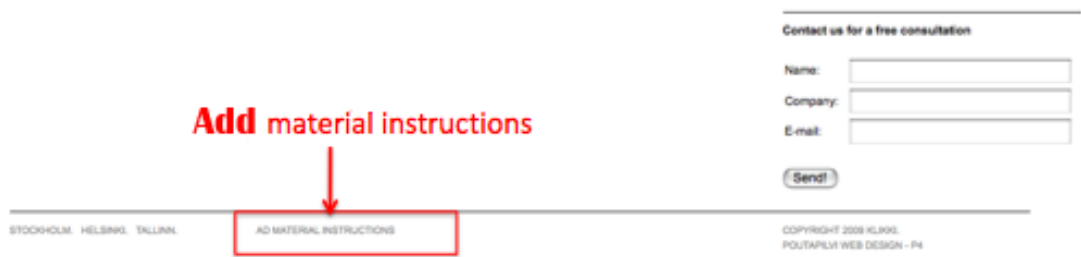 Contact us for a free consultation
Name:
Company:
E-mail:
Add material instructions
Send!
STOCKHOLM. HELSINKI. TALLINN.
AD MATERIAL INSTRUCTIONS
COPYRIGHT 2009 KLIKKI.
POUTAPILVI WEB DESIGN - P4